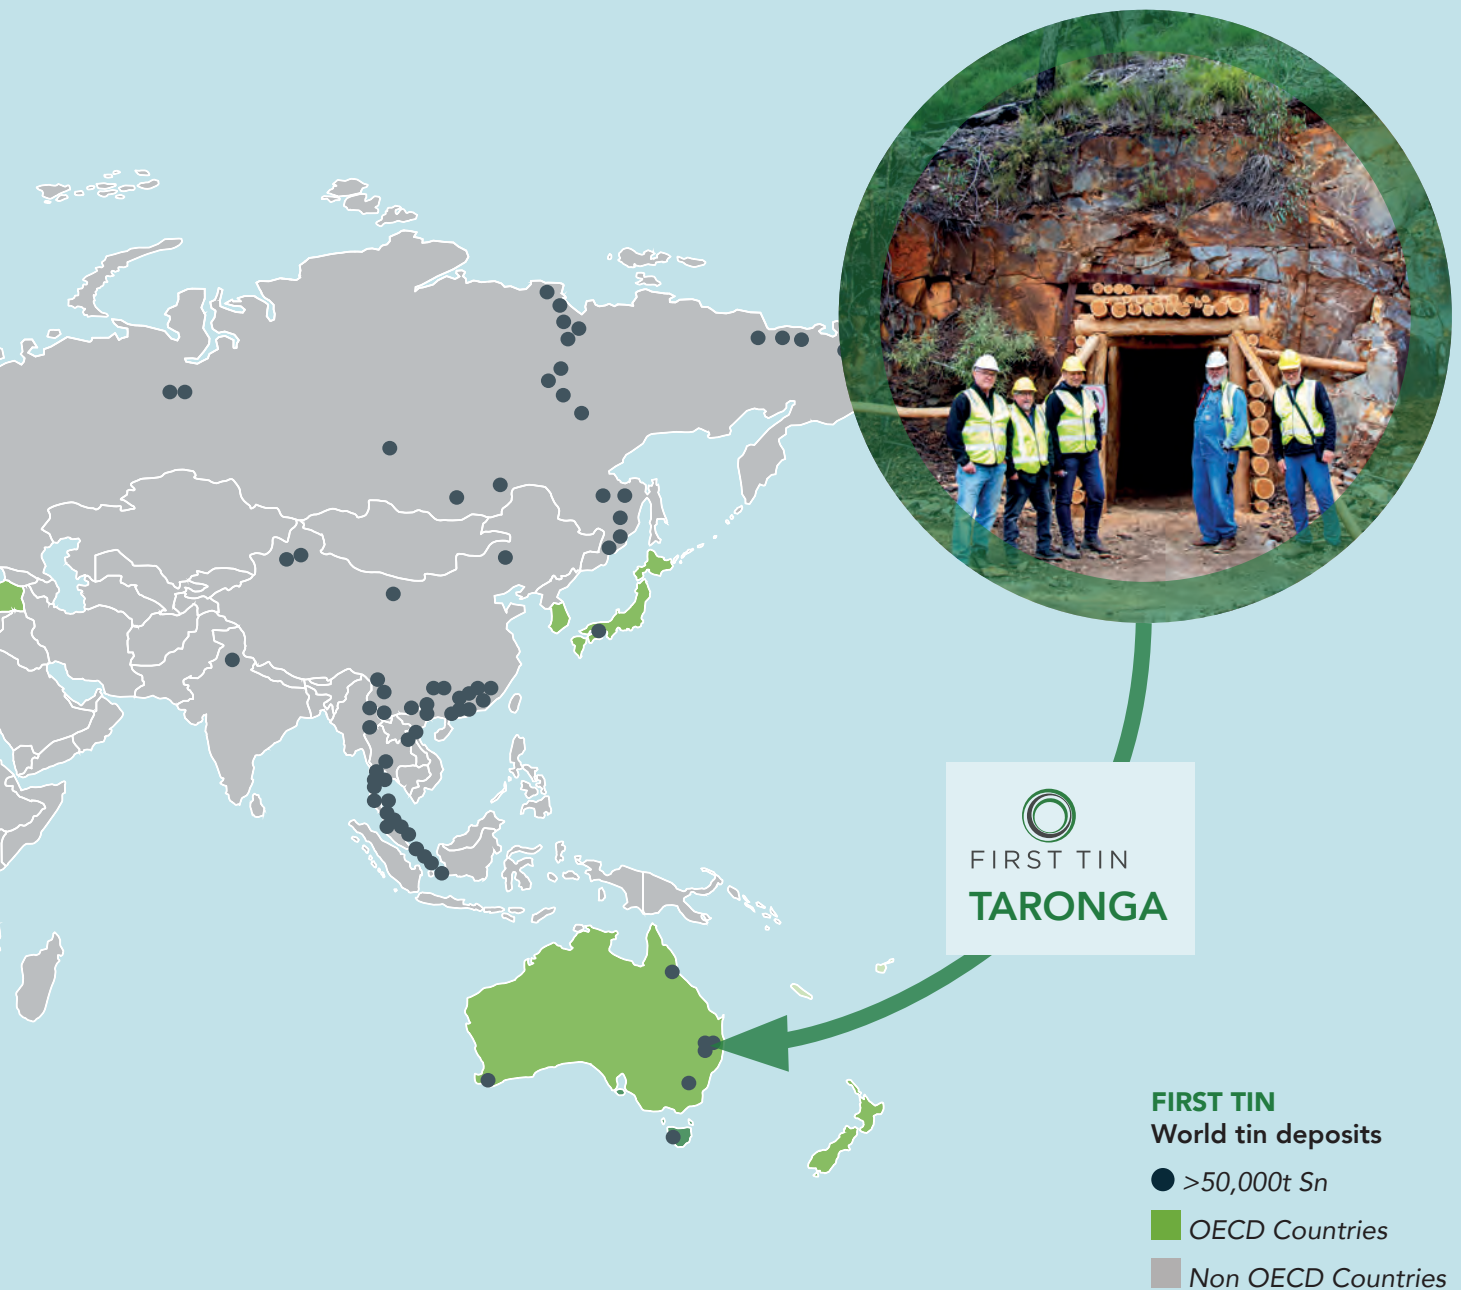 FIRST TIN
TARONGA
FIRST TIN
World tin deposits
>50,000t Sn
OECD Countries
Non OECD Countries